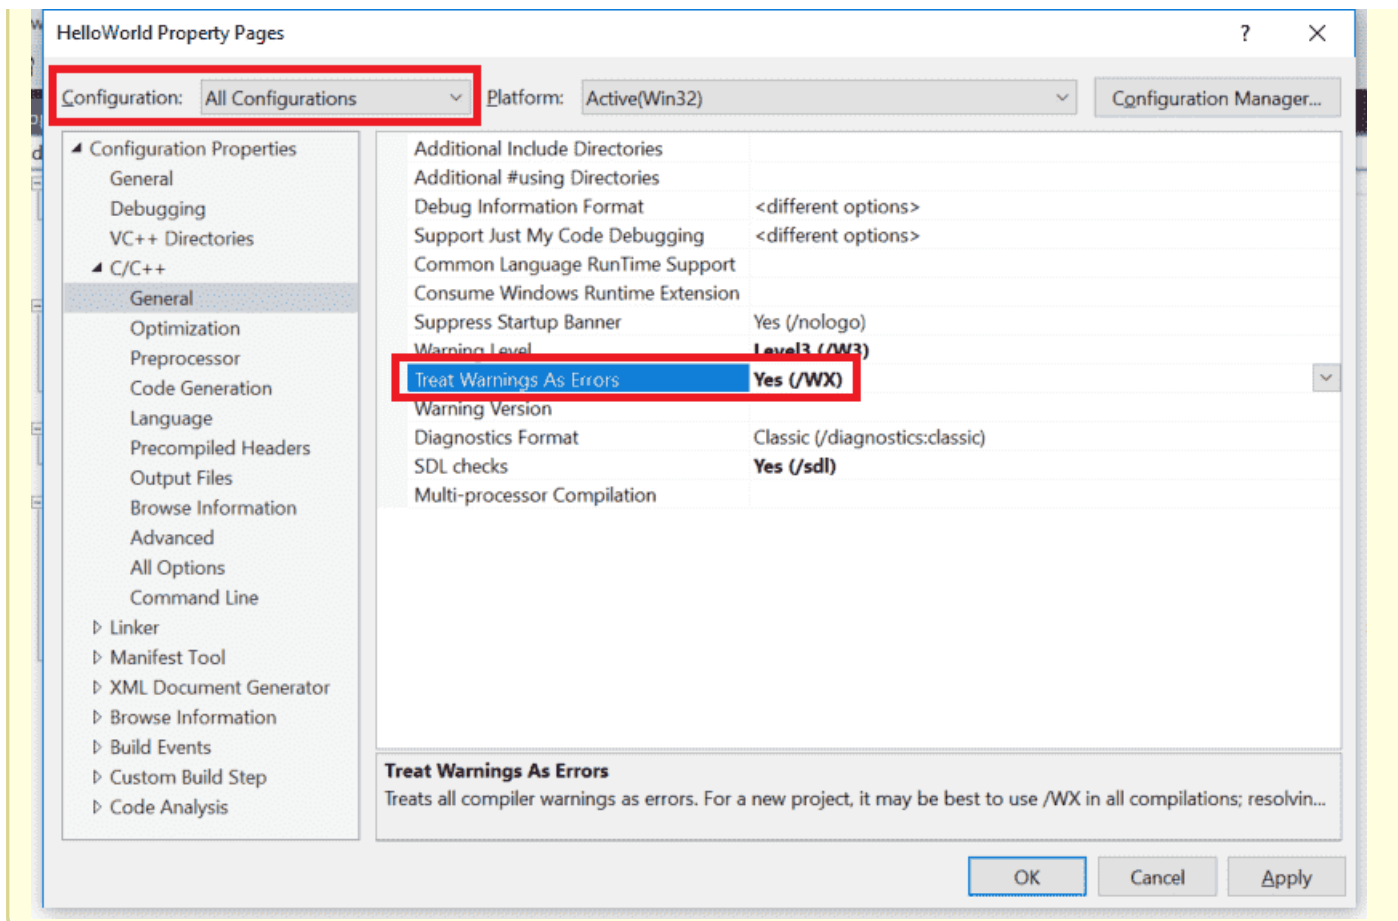 HelloWorld Property Pages
?
Configuration: All Configurations Platform: Active(Win32) Configuration Manager...
Configuration Properties
General
Debugging
VC++ Directories
C/C++
General
Optimization
Preprocessor
Code Generation
Language
Precompiled Headers
Output Files
Browse Information
Advanced
All Options
Command Line
Linker
Manifest Tool
XML Document Generator
Browse Information
Build Events
Custom Build Step
Code Analysis
Additional Include Directories
Additional #using Directories
Debug Information Format <different options>
Support Just My Code Debugging <different options>
Common Language RunTime Support
Consume Windows Runtime Extension
Suppress Startup Banner Yes (/nologo)
Warning Level Level3 (/W3)
Treat Warnings As Errors Yes (/WX)
Warning Version
Diagnostics Format Classic (/diagnostics:classic)
SDL checks Yes (/sdl)
Multi-processor Compilation
Treat Warnings As Errors
Treats all compiler warnings as errors. For a new project, it may be best to use /WX in all compilations; resolvin...
OK Cancel Apply